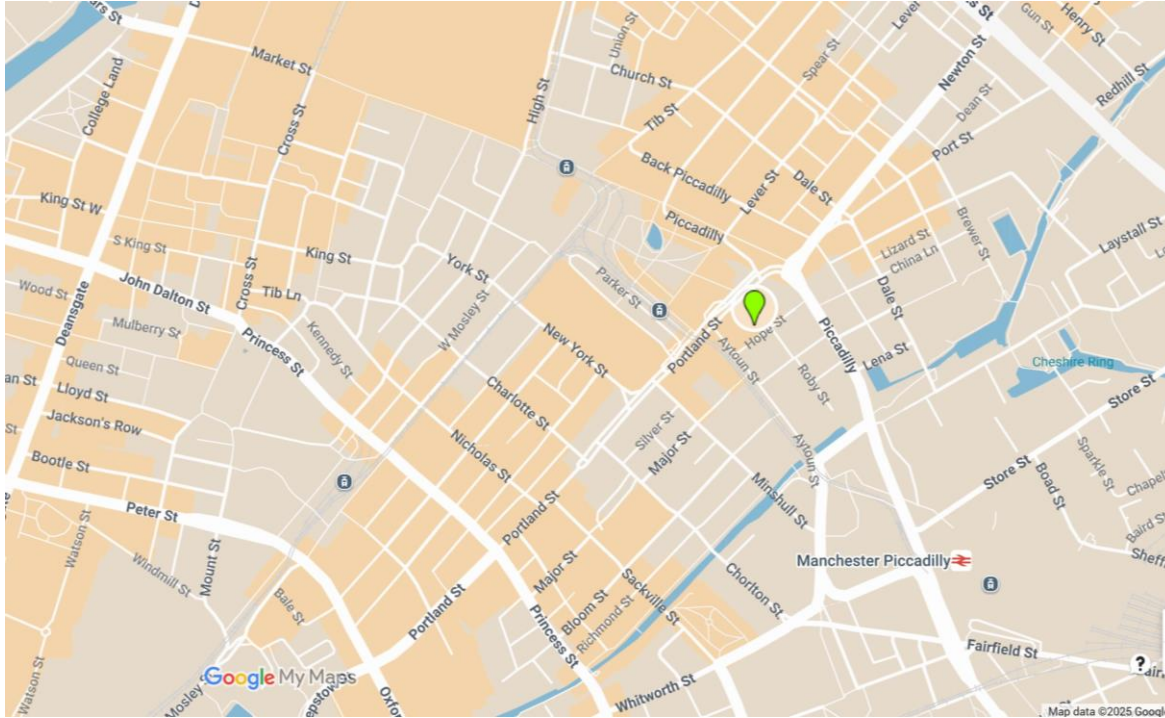 Market St
College Land
Cross St
High St
Union St
Church St
Spear St
Lever St
Newton St
Gun St
Henry St
Redhill St
Dean St
Port St
Tib St
Back Piccadilly
Lever St
Dale St
Piccadilly
King St W
S King St
King St
York St
Cross St
Tib Ln
Wood St
John Dalton St
Mulberry St
Deansgate
Queen St
Lloyd St
Jackson's Row
Bootle St
Kennedy St
Princess St
W Mosley St
New York St
Parker St
Portland St
Aytoun St
Hope St
Roby St
Piccadilly
Lizard St
China Ln
Brewer St
Laystall St
Dale St
Lena St
Cheshire Ring
Store St
Charlotte St
Silver St
Major St
Nicholas St
Aytoun St
Minshull St
Store St
Boad St
Sparkle St
Baird St
Peter St
Watson St
Windmill St
Mount St
Bale St
Portland St
Portland St
Major St
Bloom St
Richmond St
Sackville St
Chorlton St
Manchester Piccadilly
Princess St
Whitworth St
Fairfield St
Watson St
Google My Maps
?
Map data ©2025 Google